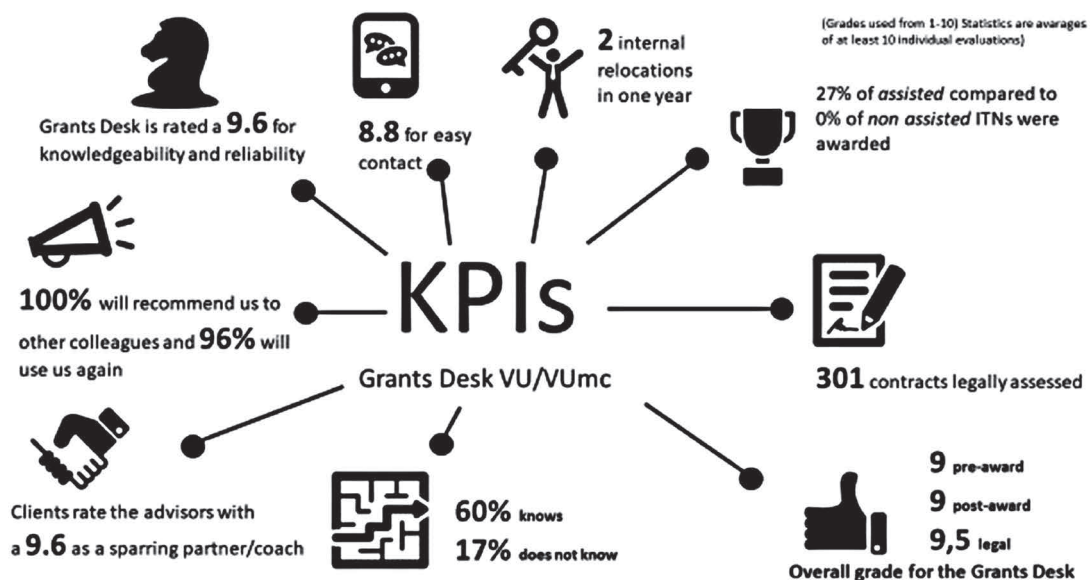 (Grades used from 1-10) Statistics are avarages
of at least 10 individual evaluations)
Grants Desk is rated a 9.6 for
knowledgeability and reliability
8.8 for easy
contact
2 internal
relocations
in one year
27% of assisted compared to
0% of non assisted ITNs were
awarded
100% will recommend us to
other colleagues and 96% will
use us again
KPIs
Grants Desk VU/VUmc
301 contracts legally assessed
Clients rate the advisors with
a 9.6 as a sparring partner/coach
60% knows
17% does not know
9 pre-award
9 post-award
9,5 legal
Overall grade for the Grants Desk